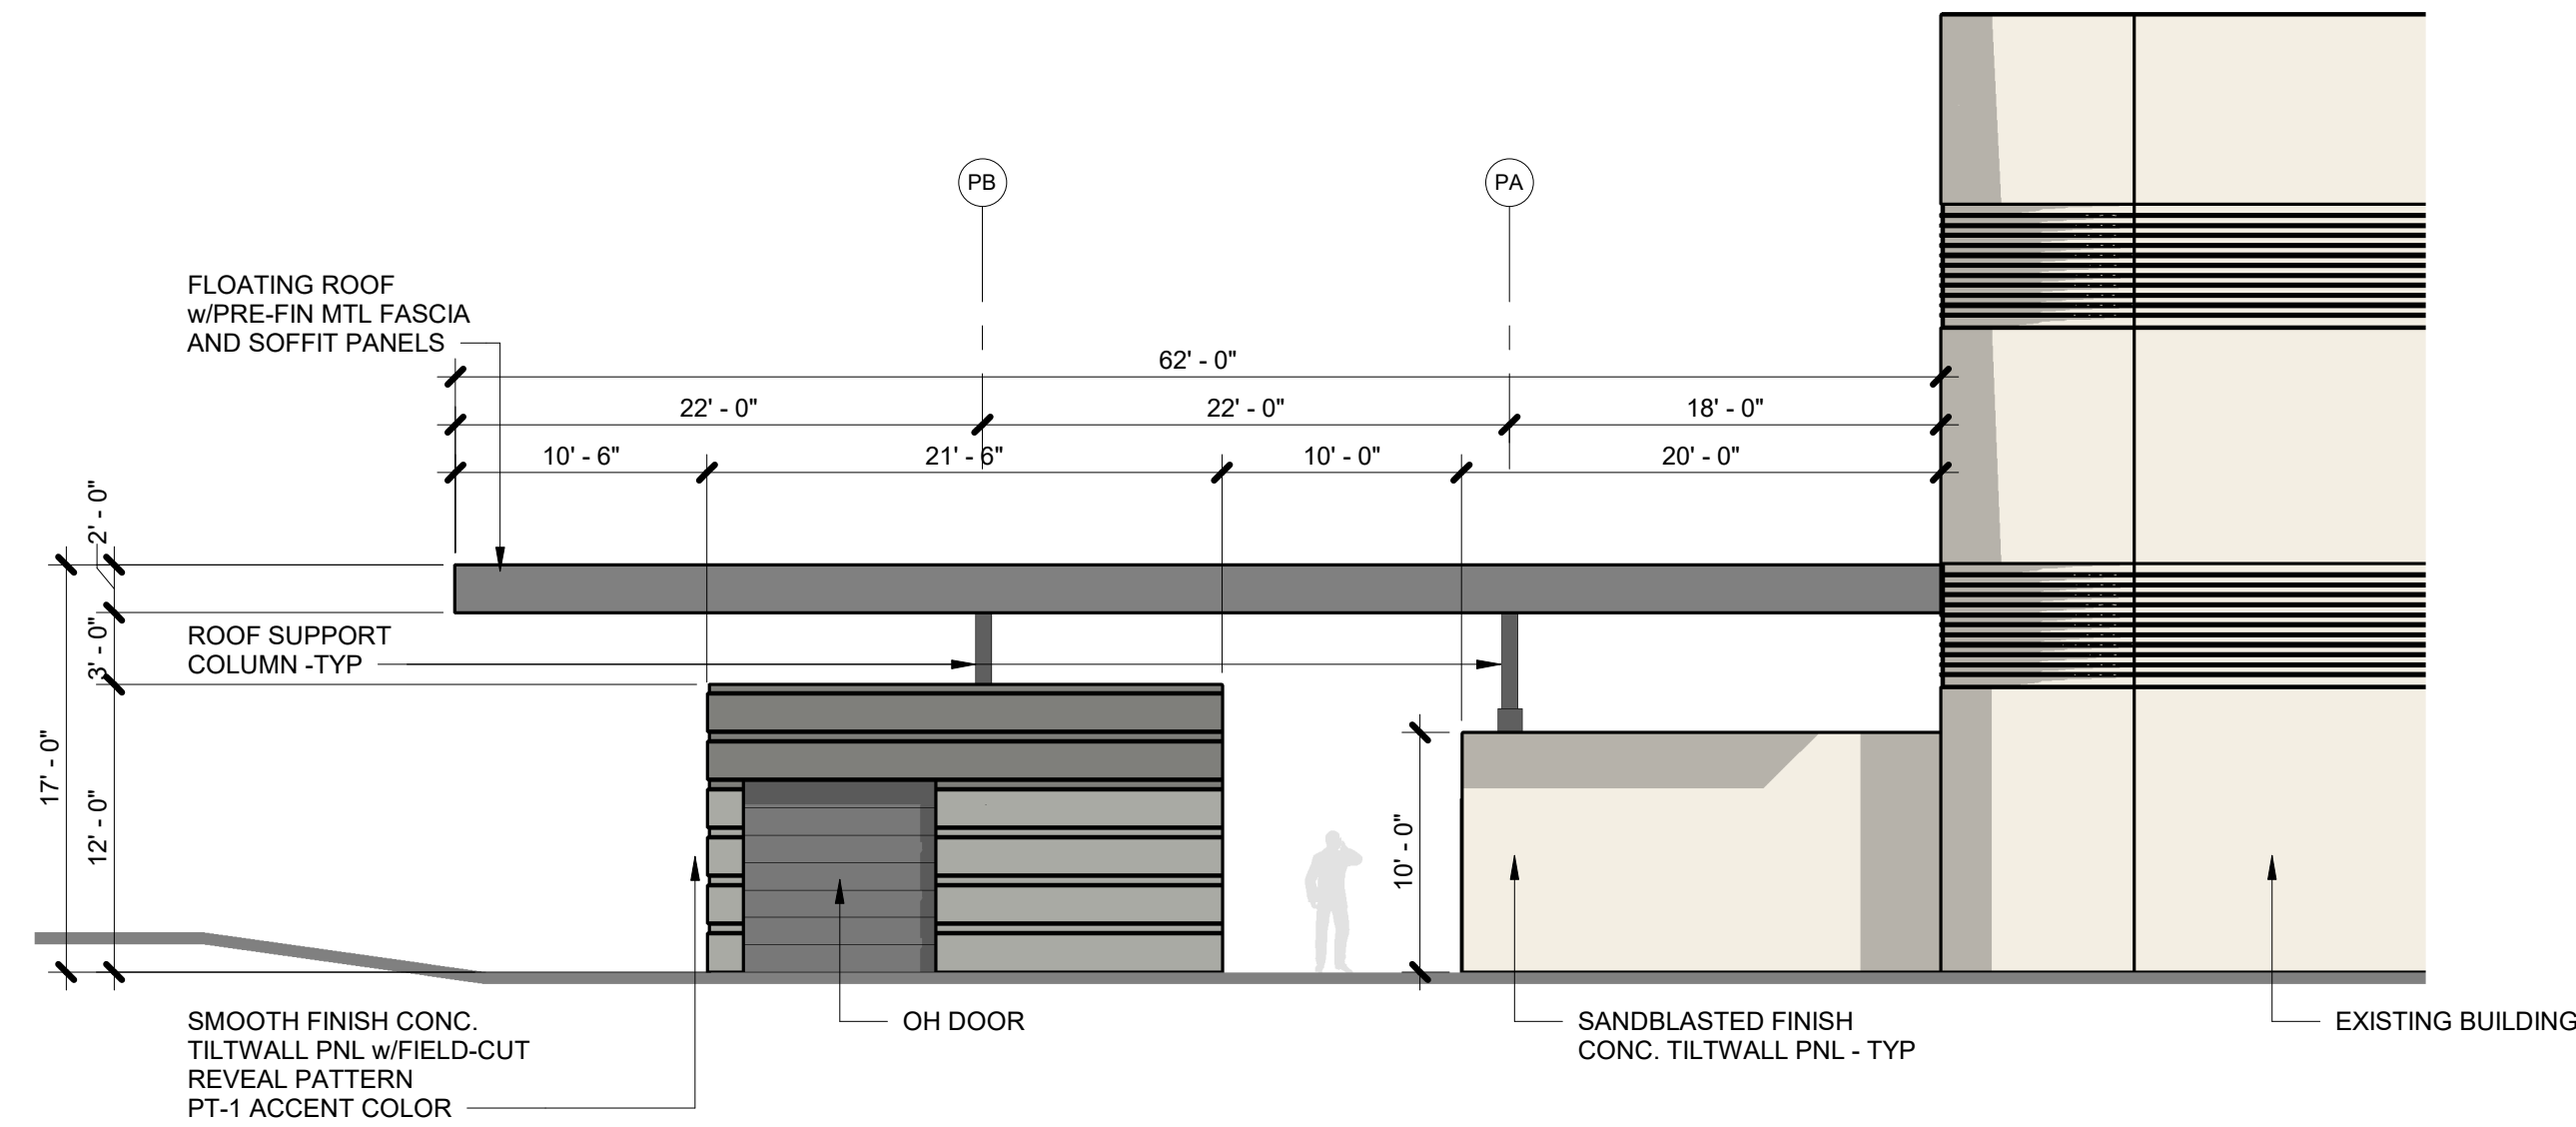 PB
PA
FLOATING ROOF
w/PRE-FIN MTL FASCIA
AND SOFFIT PANELS
62' - 0"
22' - 0"
22' - 0"
18' - 0"
10' - 6"
21' - 6"
10' - 0"
20' - 0"
2' - 0"
3' - 0"
17' - 0"
12' - 0"
ROOF SUPPORT
COLUMN -TYP
10' - 0"
SMOOTH FINISH CONC.
TILTWALL PNL w/FIELD-CUT
REVEAL PATTERN
PT-1 ACCENT COLOR
OH DOOR
SANDBLASTED FINISH
CONC. TILTWALL PNL - TYP
EXISTING BUILDING